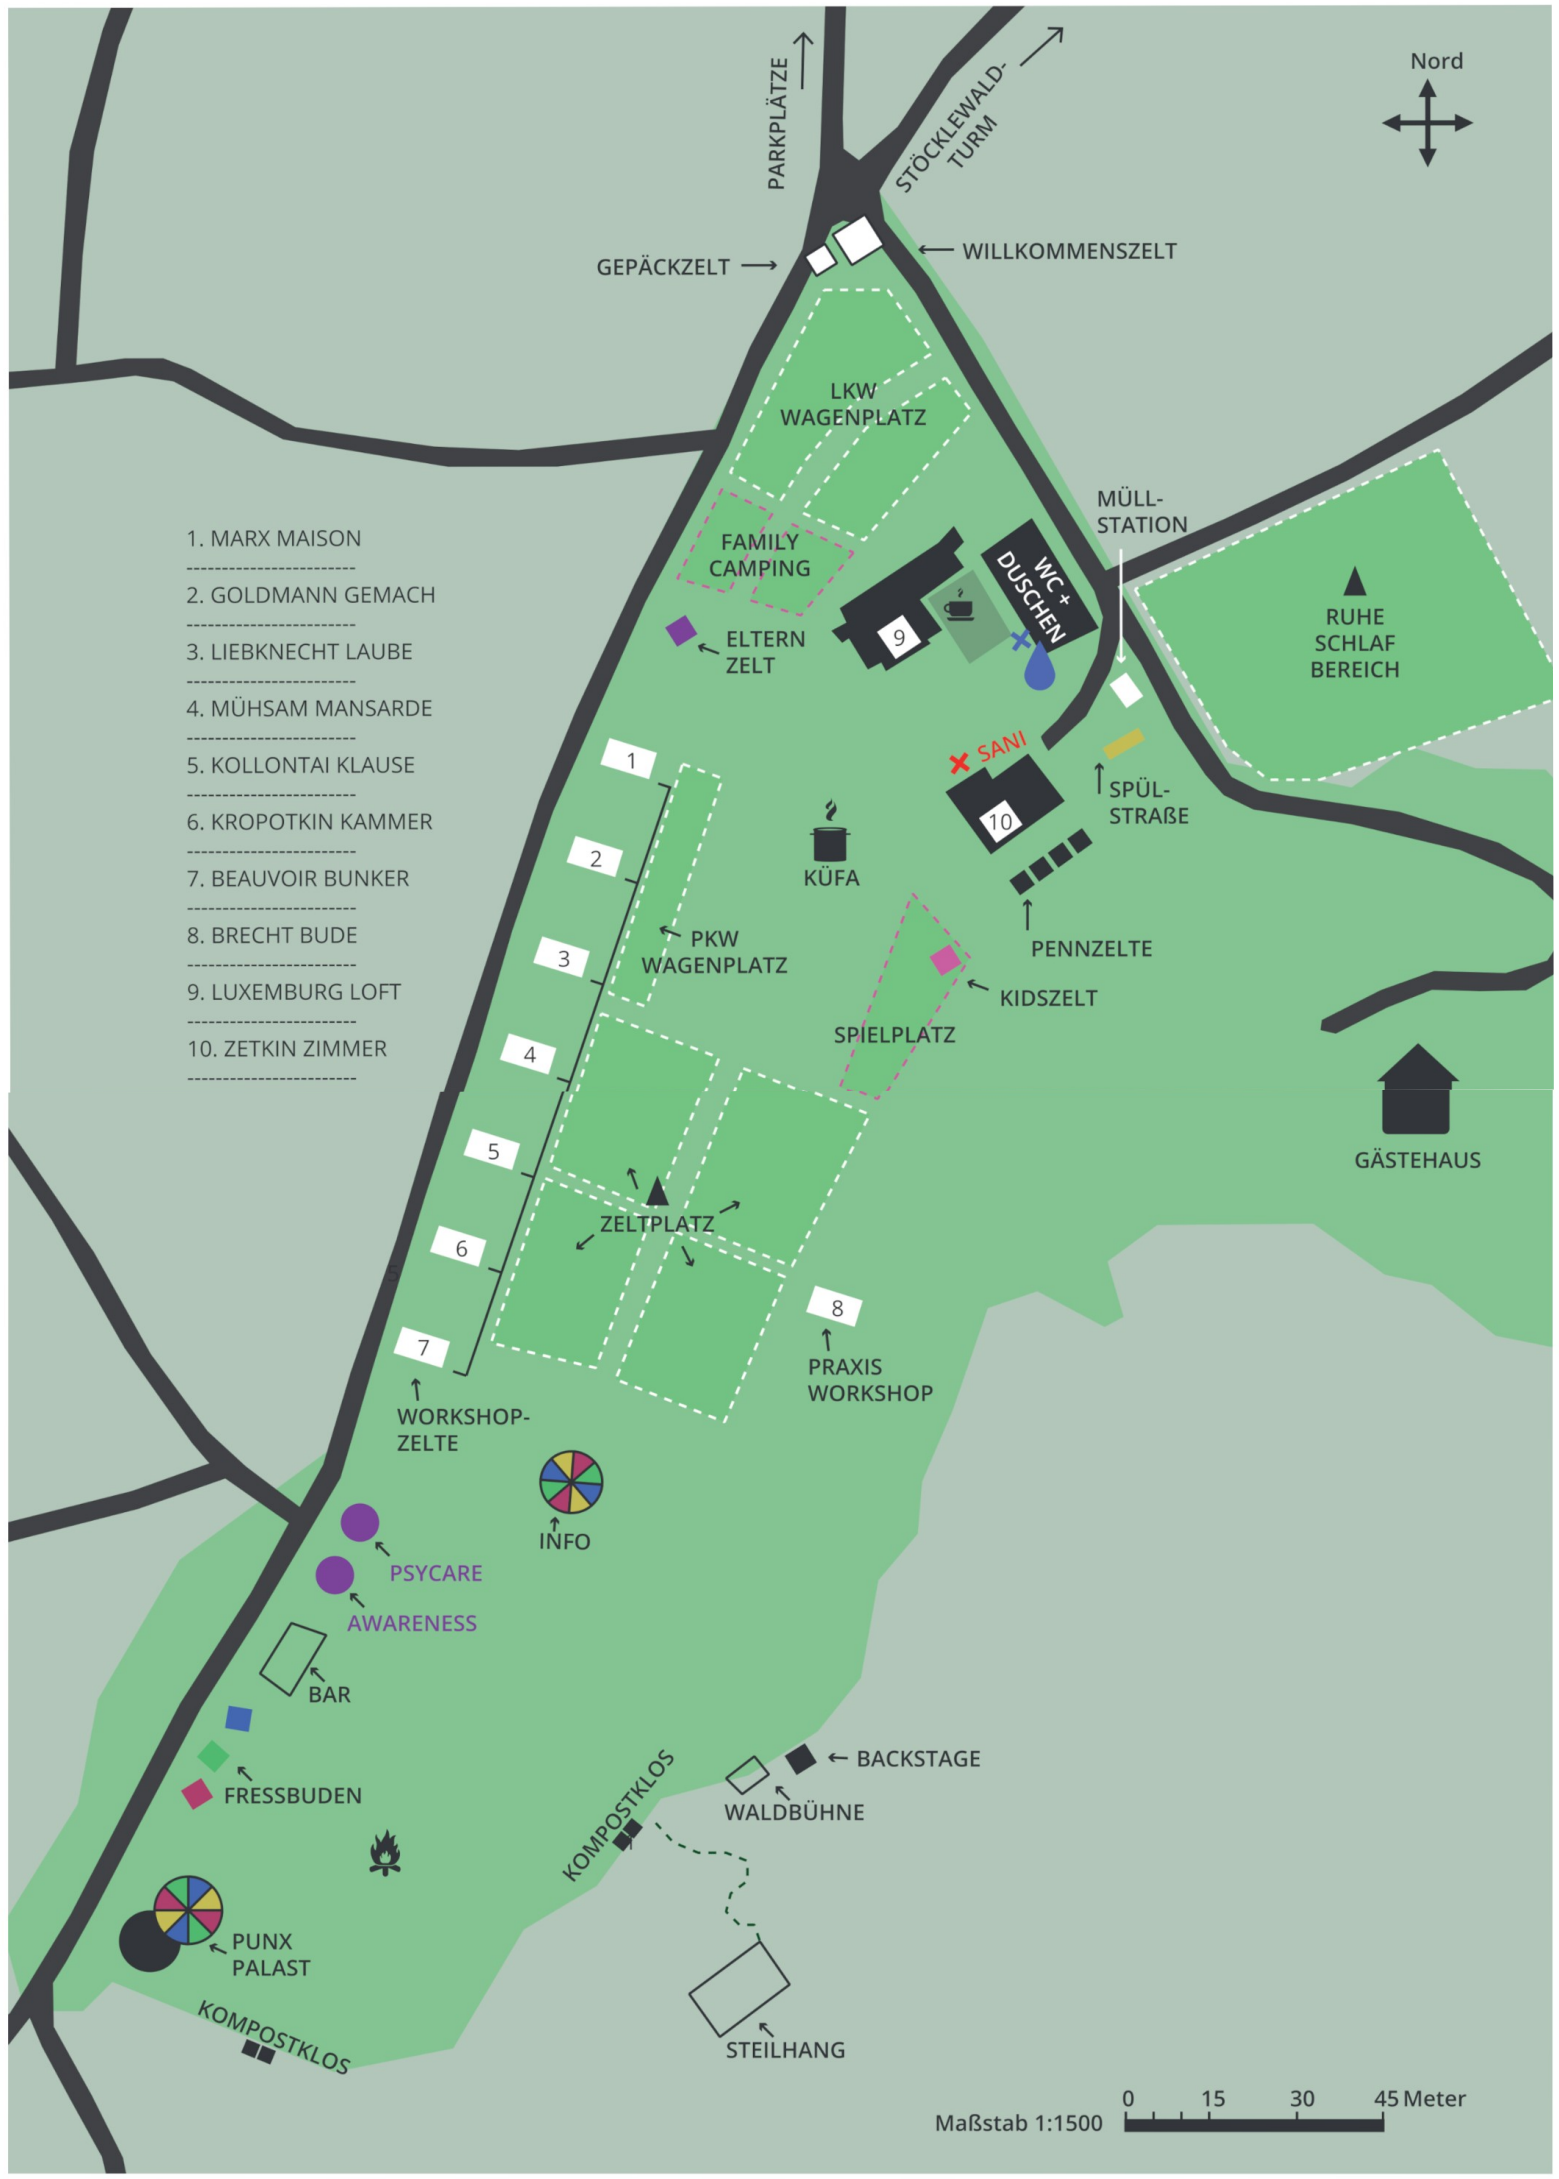 PARKPLÄTZE
STÖCKLEWALD-
TURM
Nord
GEPÄCKZELT
WILLKOMMENSZELT
LKW
WAGENPLATZ
FAMILY
CAMPING
ELTERN
ZELT
WC +
DUSCHEN
MÜLL-
STATION
RUHE
SCHLAF
BEREICH
9
SANI
10
SPÜL-
STRAßE
PENNZELTE
1. MARX MAISON
------------------------
2. GOLDMANN GEMACH
------------------------
3. LIEBKNECHT LAUBE
------------------------
4. MÜHSAM MANSARDE
------------------------
5. KOLLONTAI KLAUSE
------------------------
6. KROPOTKIN KAMMER
------------------------
7. BEAUVOIR BUNKER
------------------------
8. BRECHT BUDE
------------------------
9. LUXEMBURG LOFT
------------------------
10. ZETKIN ZIMMER
------------------------
1
2
3
4
5
6
7
5
KÜFA
PKW
WAGENPLATZ
KIDSZELT
SPIELPLATZ
GÄSTEHAUS
ZELTPLATZ
8
PRAXIS
WORKSHOP
WORKSHOP-
ZELTE
INFO
PSYCARE
AWARENESS
BAR
FRESSBUDEN
KOMPOSTKLOS
BACKSTAGE
WALDBÜHNE
PUNX
PALAST
KOMPOSTKLOS
STEILHANG
0 15 30 45 Meter
Maßstab 1:1500